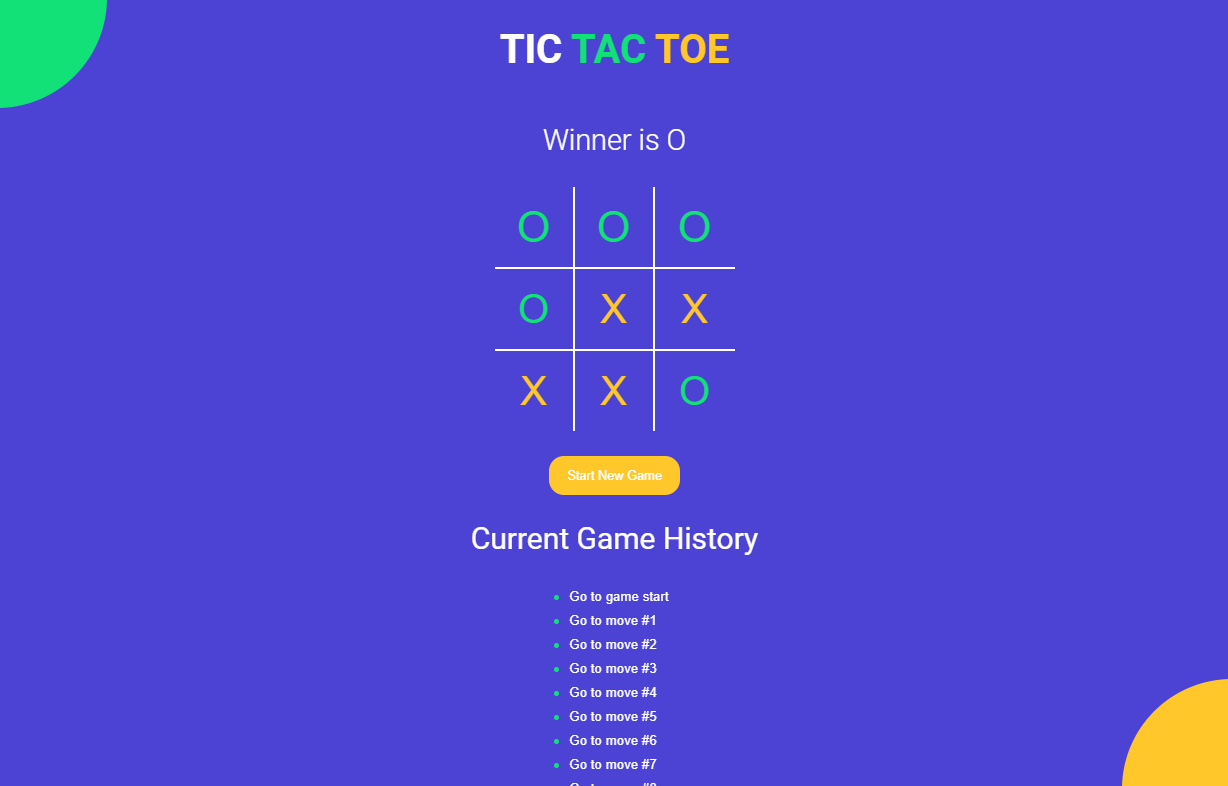 TIC TAC TOE
Winner is O
O O O
O X X
X X O
Start New Game
Current Game History
Go to game start
Go to move #1
Go to move #2
Go to move #3
Go to move #4
Go to move #5
Go to move #6
Go to move #7